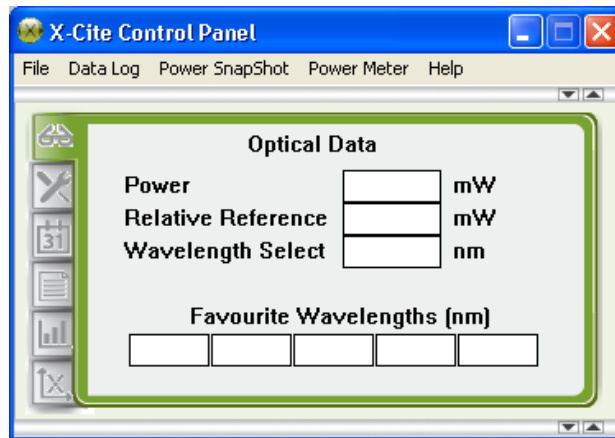 X-Cite Control Panel
File Data Log Power SnapShot Power Meter Help
Optical Data
Power mW
Relative Reference mW
Wavelength Select nm
Favourite Wavelengths (nm)
31
X